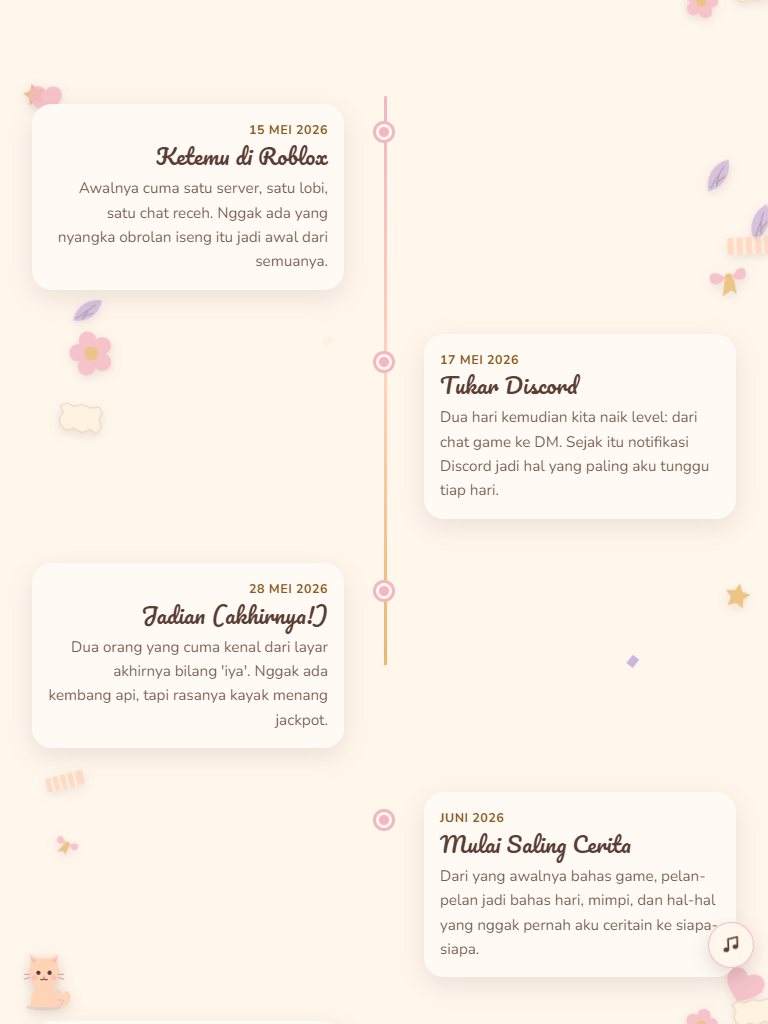 15 MEI 2026
Ketemu di Roblox
Awalnya cuma satu server, satu lobi,
satu chat receh. Nggak ada yang
nyangka obrolan iseng itu jadi awal dari
semuanya.
17 MEI 2026
Tukar Discord
Dua hari kemudian kita naik level: dari
chat game ke DM. Sejak itu notifikasi
Discord jadi hal yang paling aku tunggu
tiap hari.
28 MEI 2026
Jadian (akhirnya!)
Dua orang yang cuma kenal dari layar
akhirnya bilang 'iya'. Nggak ada
kembang api, tapi rasanya kayak menang
jackpot.
JUNI 2026
Mulai Saling Cerita
Dari yang awalnya bahas game, pelan-
pelan jadi bahas hari, mimpi, dan hal-hal
yang nggak pernah aku ceritain ke siapa-
siapa.